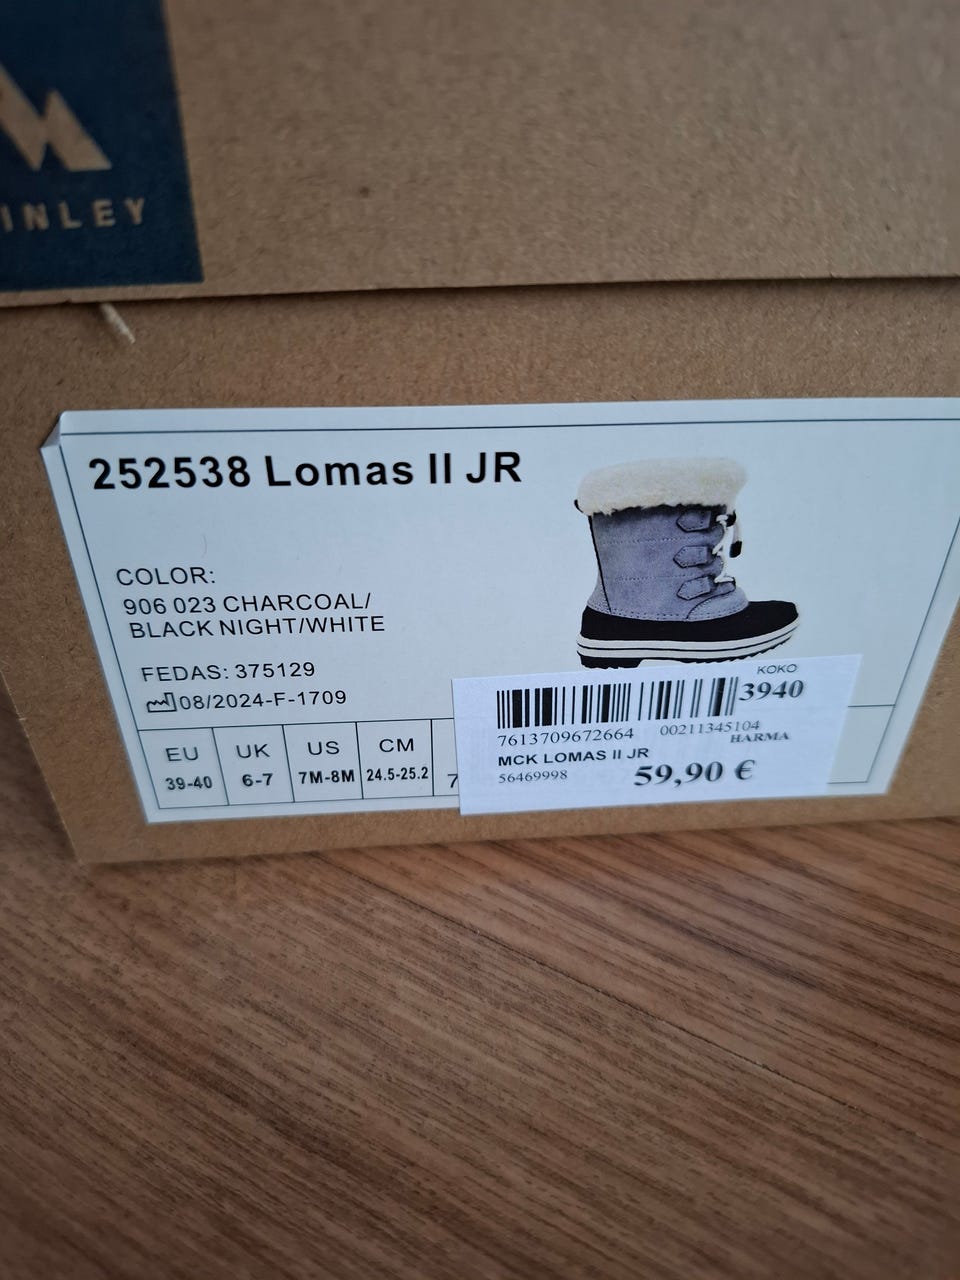 INLEY
252538 Lomas II JR
COLOR:
906 023 CHARCOAL/
BLACK NIGHT/WHITE
FEDAS: 375129
08/2024-F-1709
EU UK US CM
39-40 6-7 7M-8M 24.5-25.2 7
KOKO
3940
7613709672664 00211345104
HARMA
MCK LOMAS II JR
56469998 59,90 €